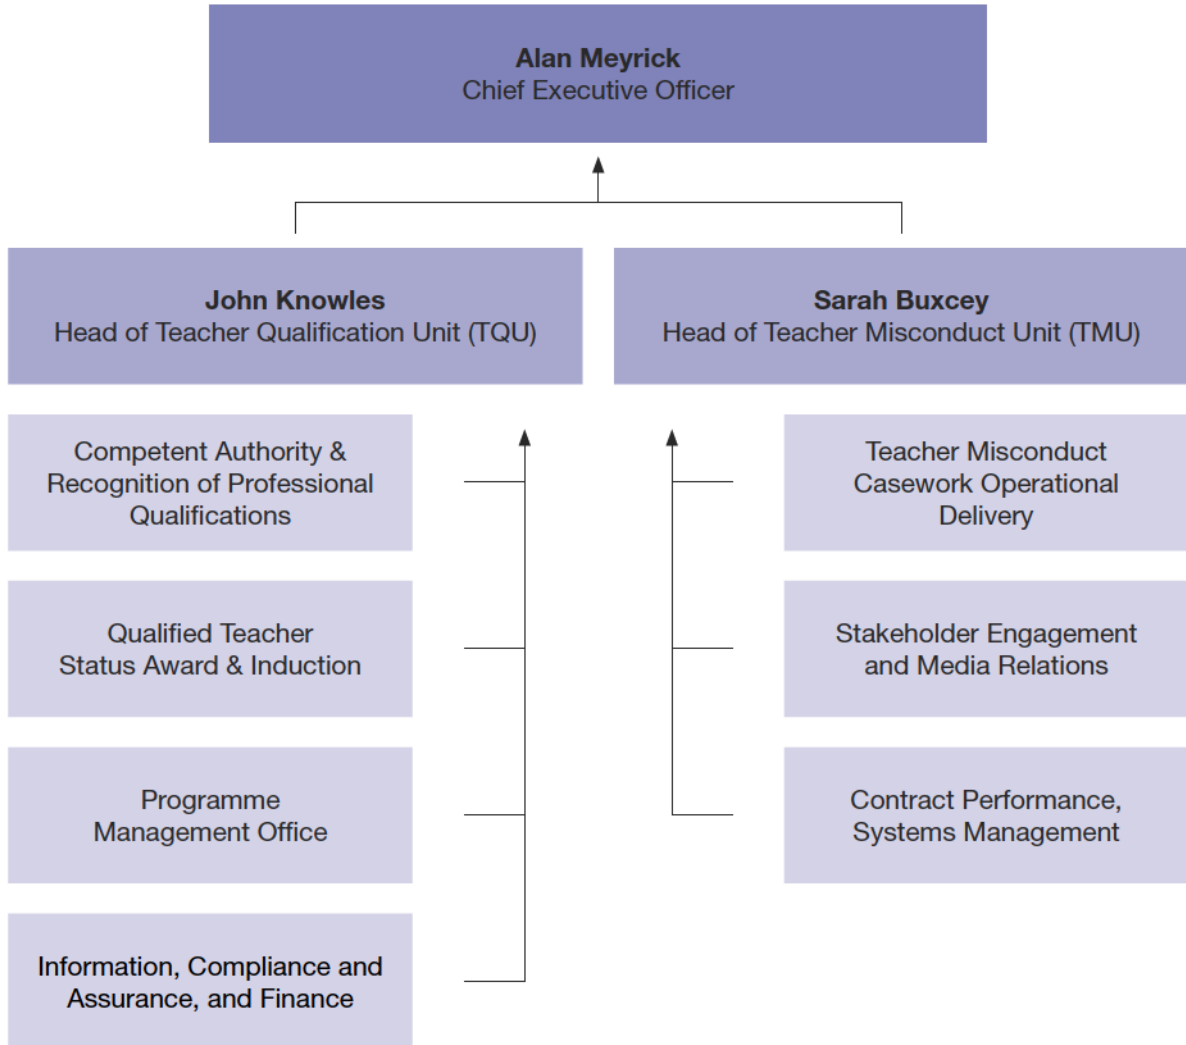 Alan Meyrick
Chief Executive Officer
John Knowles
Head of Teacher Qualification Unit (TQU)
Sarah Buxcey
Head of Teacher Misconduct Unit (TMU)
Competent Authority &
Recognition of Professional
Qualifications
Qualified Teacher
Status Award & Induction
Programme
Management Office
Information, Compliance and
Assurance, and Finance
Teacher Misconduct
Casework Operational
Delivery
Stakeholder Engagement
and Media Relations
Contract Performance,
Systems Management